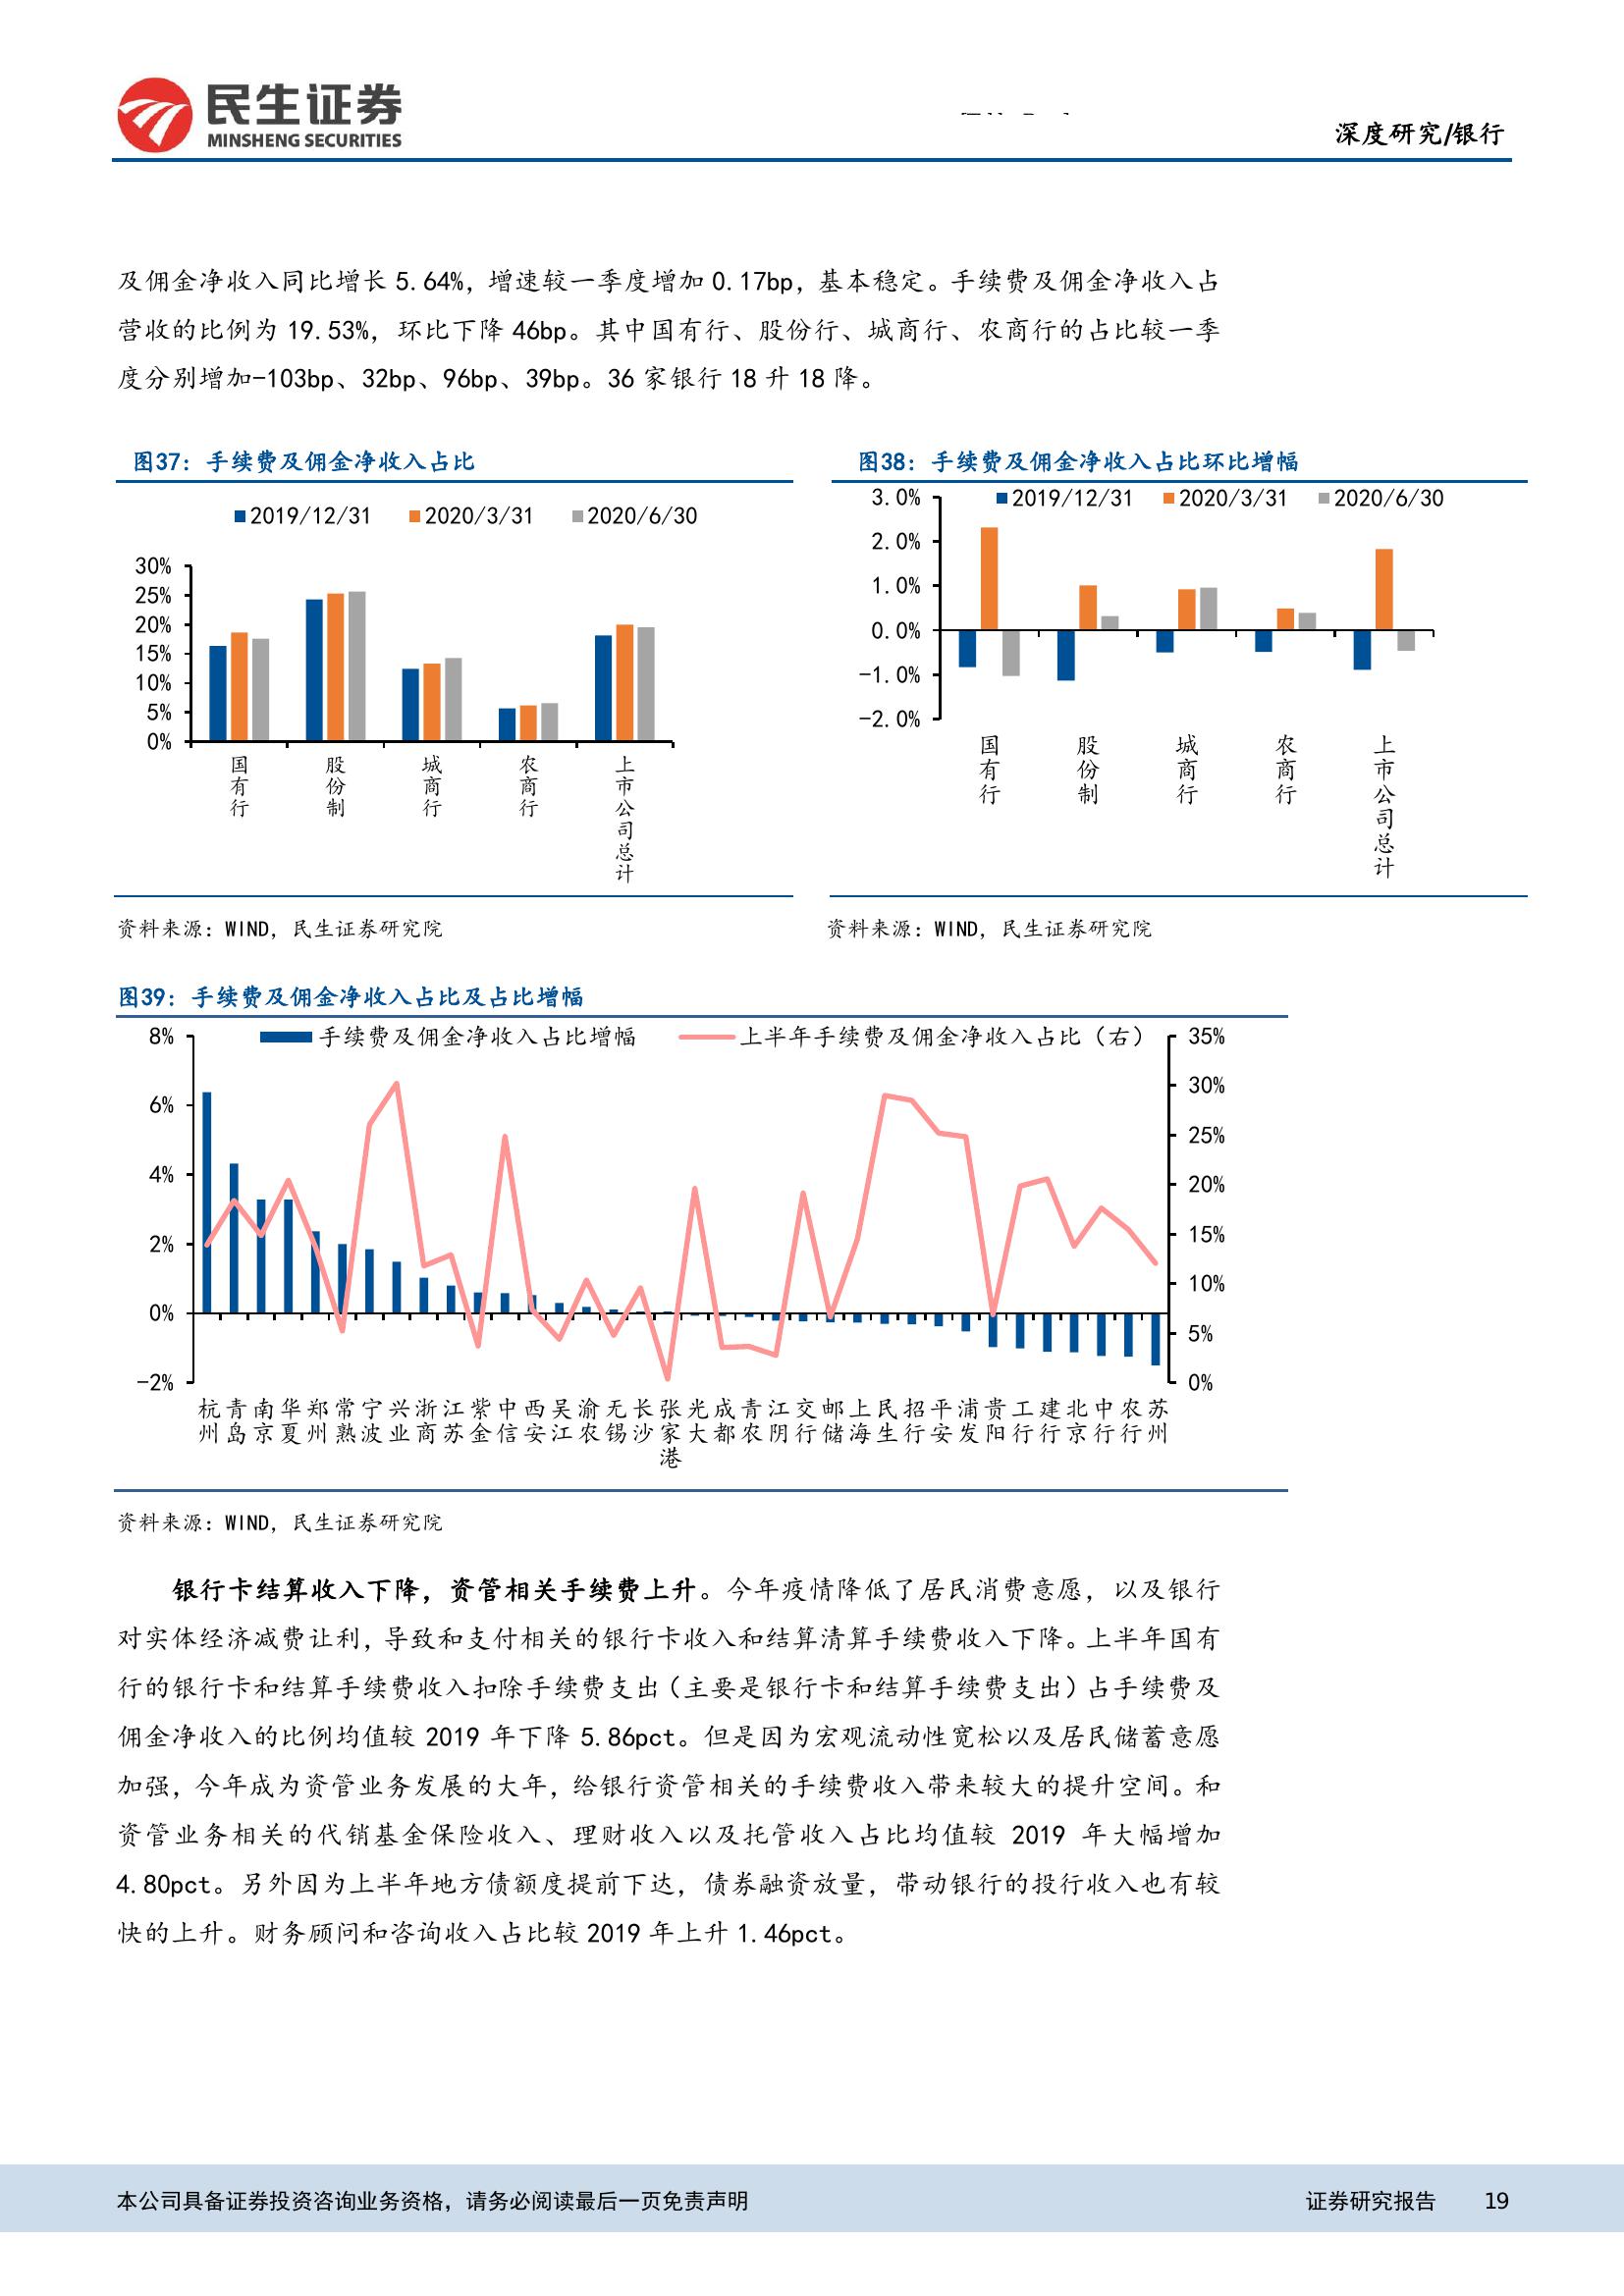 民生证券
MINSHENG SECURITIES
深度研究/银行
及佣金净收入同比增长 5.64%，增速较一季度增加 0.17bp，基本稳定。手续费及佣金净收入占
营收的比例为 19.53%，环比下降 46bp。其中国有行、股份行、城商行、农商行的占比较一季
度分别增加-103bp、32bp、96bp、39bp。36 家银行 18 升 18 降。
图37：手续费及佣金净收入占比
2019/12/31 2020/3/31 2020/6/30
30%
25%
20%
15%
10%
5%
0%
国有行 股份制 城商行 农商行 上市公司总计
资料来源：WIND，民生证券研究院
图38：手续费及佣金净收入占比环比增幅
3.0%
2019/12/31 2020/3/31 2020/6/30
2.0%
1.0%
0.0%
-1.0%
-2.0%
国有行 股份制 城商行 农商行 上市公司总计
资料来源：WIND，民生证券研究院
图39：手续费及佣金净收入占比及占比增幅
手续费及佣金净收入占比增幅 上半年手续费及佣金净收入占比（右）
8%
6%
4%
2%
0%
-2%
35%
30%
25%
20%
15%
10%
5%
0%
杭州 青岛 南京 华夏 郑州 常熟 宁波 兴业 浙商 江苏 紫金 中信 西安 吴江 渝农 无锡 长沙 张家港 光大 成都 青农 江阴 交行 邮储 上海 民生 招行 平安 浦发 贵阳 工行 建行 北京 中行 农行 苏州
资料来源：WIND，民生证券研究院
银行卡结算收入下降，资管相关手续费上升。今年疫情降低了居民消费意愿，以及银行
对实体经济减费让利，导致和支付相关的银行卡收入和结算清算手续费收入下降。上半年国有
行的银行卡和结算手续费收入扣除手续费支出（主要是银行卡和结算手续费支出）占手续费及
佣金净收入的比例均值较 2019 年下降 5.86pct。但是因为宏观流动性宽松以及居民储蓄意愿
加强，今年成为资管业务发展的大年，给银行资管相关的手续费收入带来较大的提升空间。和
资管业务相关的代销基金保险收入、理财收入以及托管收入占比均值较 2019 年大幅增加
4.80pct。另外因为上半年地方债额度提前下达，债券融资放量，带动银行的投行收入也有较
快的上升。财务顾问和咨询收入占比较 2019 年上升 1.46pct。
本公司具备证券投资咨询业务资格，请务必阅读最后一页免责声明
证券研究报告 19